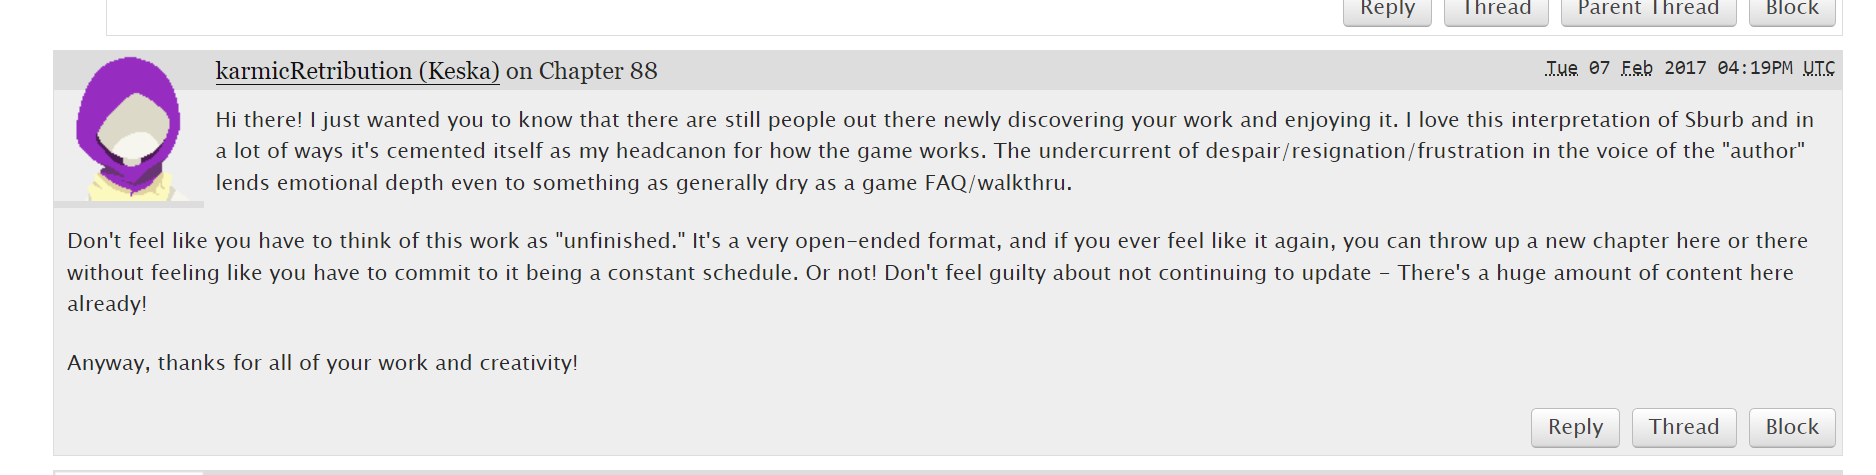 Reply Thread Parent Thread Block
karmicRetribution (Keska) on Chapter 88
Tue 07 Feb 2017 04:19PM UTC
Hi there! I just wanted you to know that there are still people out there newly discovering your work and enjoying it. I love this interpretation of Sburb and in
a lot of ways it's cemented itself as my headcanon for how the game works. The undercurrent of despair/resignation/frustration in the voice of the "author"
lends emotional depth even to something as generally dry as a game FAQ/walkthru.
Don't feel like you have to think of this work as "unfinished." It's a very open-ended format, and if you ever feel like it again, you can throw up a new chapter here or there
without feeling like you have to commit to it being a constant schedule. Or not! Don't feel guilty about not continuing to update - There's a huge amount of content here
already!
Anyway, thanks for all of your work and creativity!
Reply Thread Block